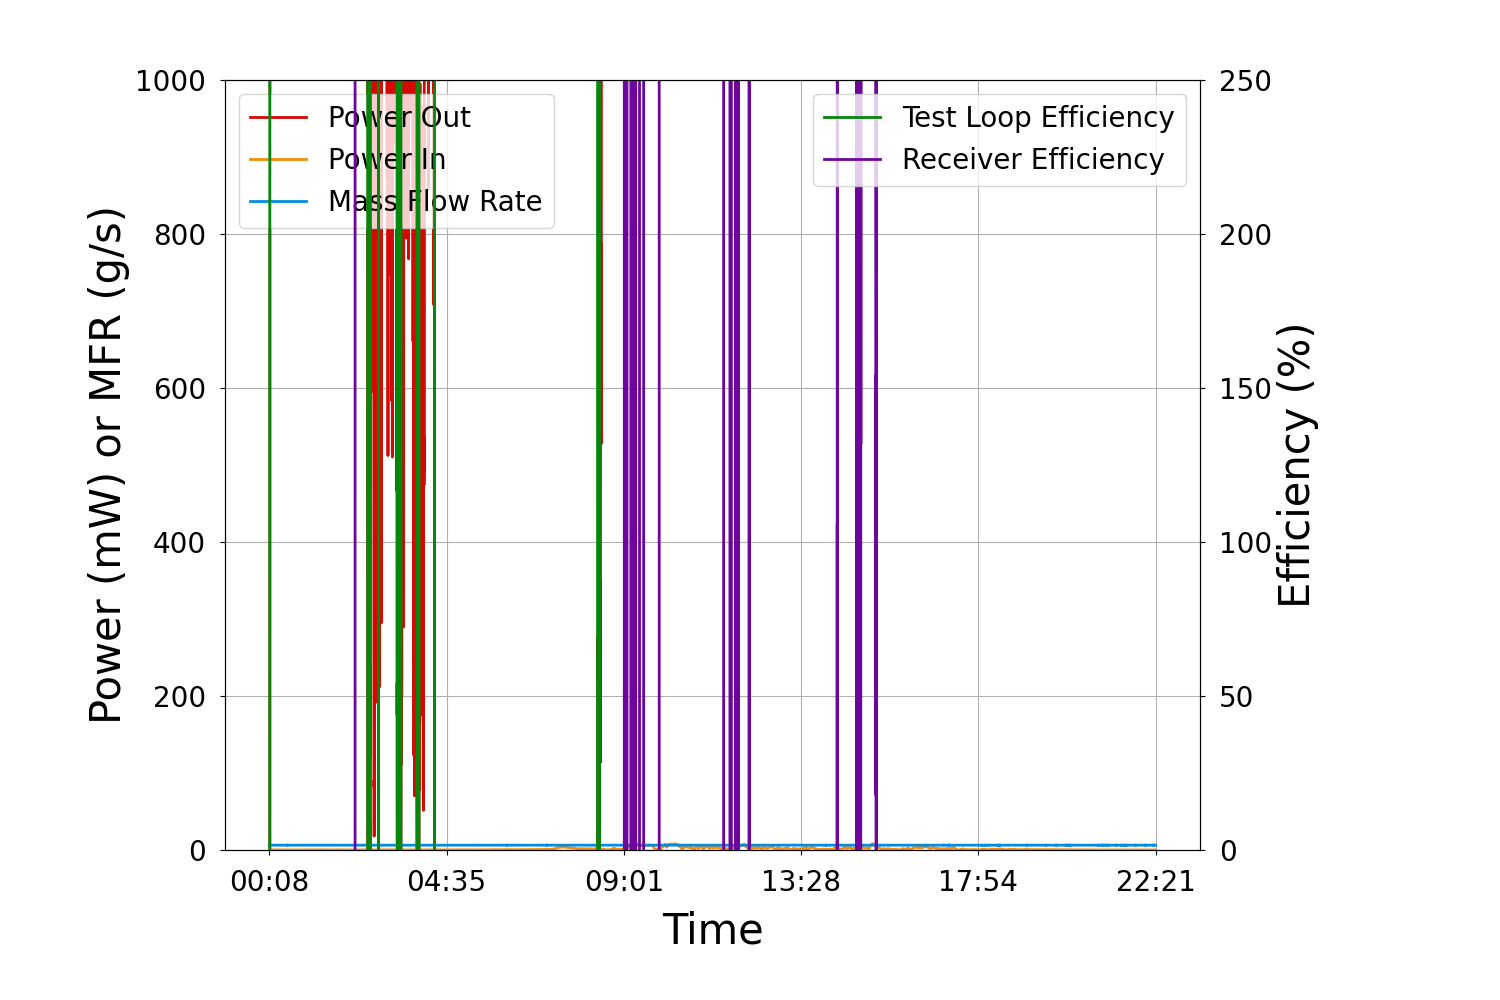 Power Out
Power In
Mass Flow Rate
Test Loop Efficiency
Receiver Efficiency
1000
800
600
400
200
0
Power (mW) or MFR (g/s)
250
200
150
100
50
0
Efficiency (%)
00:08 04:35 09:01 13:28 17:54 22:21
Time